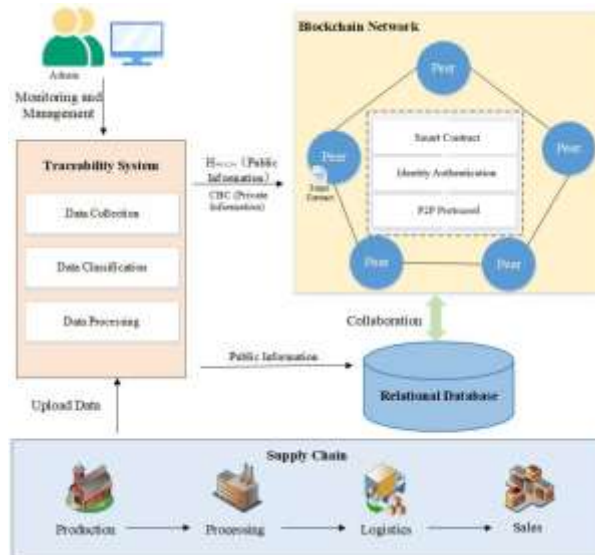 Blockchain Network
Admin
Monitoring and
Management
Traceability System
Data Collection
Data Classification
Data Processing
(Public
Information)
CBC (Private
Information)
Peer
Peer
Peer
Smart
Contract
Smart Contract
Identity Authentication
P2P
Peer
Peer
Collaboration
Public Information
Relational Database
Upload Data
Supply Chain
Production
Processing
Logistics
Sales